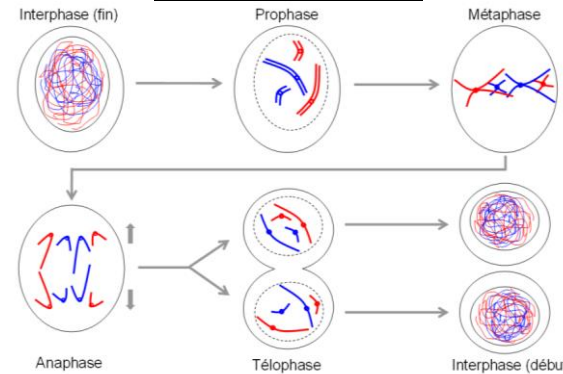 Interphase (fin)
Prophase
Métaphase
Anaphase
Télophase
Interphase (débu